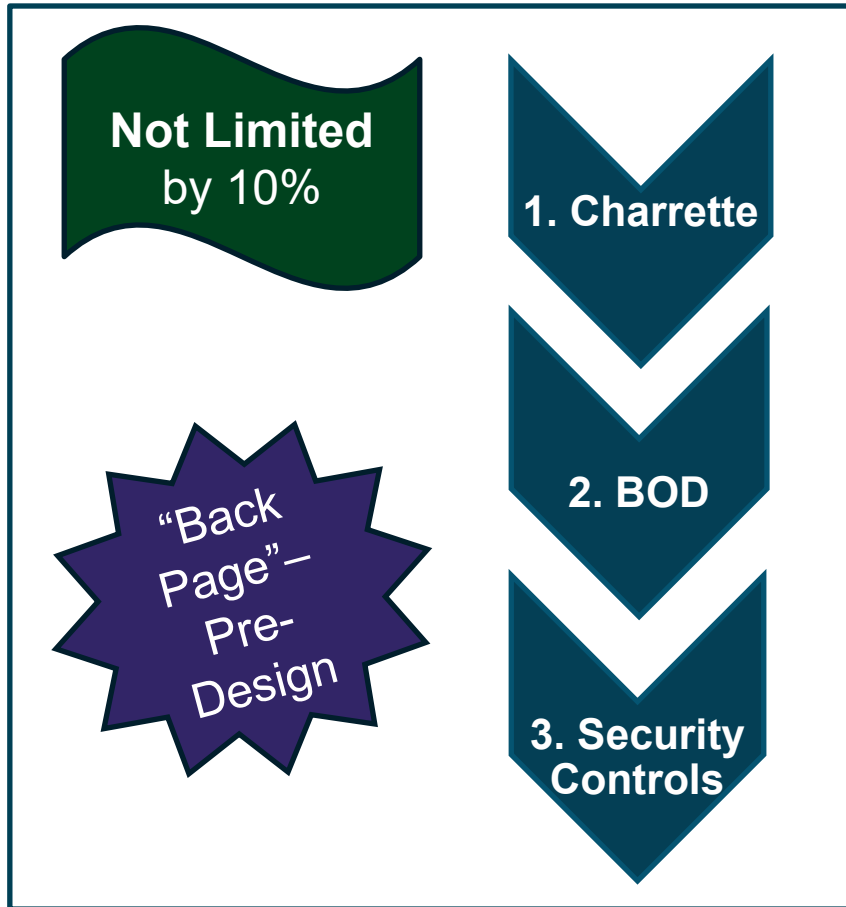 Not Limited
by 10%
1. Charrette
2. BOD
“Back
Page”–
Pre-
Design
3. Security
Controls